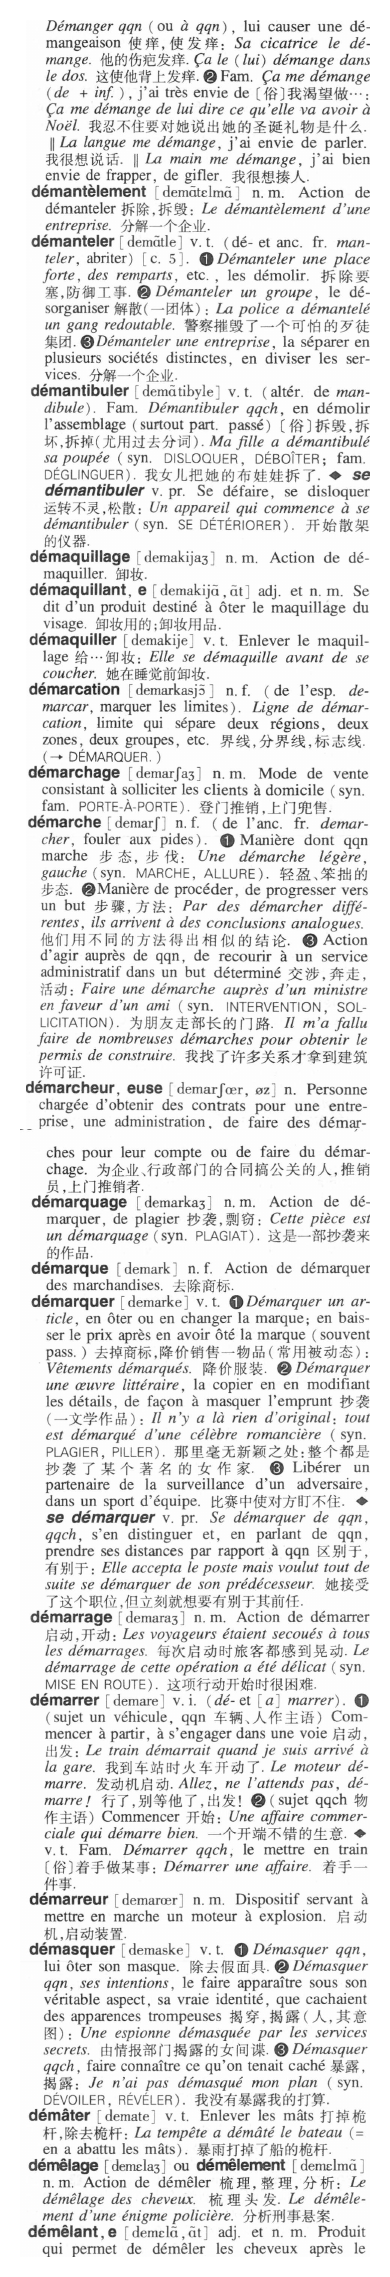 Démanger qqn (ou à qqn), lui causer une dé-
mangeaison 使痒,使发痒: Sa cicatrice le dé-
mange. 他的伤疤发痒. Ça le (lui) démange dans
le dos. 这使他背上发痒. ❷ Fam. Ça me démange
(de + inf.), j'ai très envie de [俗]我渴望做…:
Ça me démange de lui dire ce qu'elle va avoir à
Noël. 我忍不住要对她说出她的圣诞礼物是什么.
‖ La langue me démange, j'ai envie de parler.
我很想说话. ‖ La main me démange, j'ai bien
envie de frapper, de gifler. 我很想揍人.
démantèlement [demɑ̃tɛlmɑ̃] n. m. Action de
démanteler 拆除,拆毁: Le démantèlement d'une
entreprise. 分解一个企业.
démanteler [demɑ̃tle] v. t. (dé- et anc. fr. man-
teler, abriter) [c. 5]. ❶ Démanteler une place
forte, des remparts, etc., les démolir. 拆除要
塞,防御工事. ❷ Démanteler un groupe, le dé-
sorganiser 解散(一团体): La police a démantelé
un gang redoutable. 警察摧毁了一个可怕的歹徒
集团. ❸ Démanteler une entreprise, la séparer en
plusieurs sociétés distinctes, en diviser les ser-
vices. 分解一个企业.
démantibuler [demɑ̃tibyle] v. t. (altér. de man-
dibule). Fam. Démantibuler qqch, en démolir
l'assemblage (surtout part. passé) [俗]拆毁,拆
坏,拆掉(尤用过去分词). Ma fille a démantibulé
sa poupée (syn. DISLOQUER, DÉBOÎTER; fam.
DÉGLINGUER). 我女儿把她的布娃娃拆了. ◆ se
démantibuler v. pr. Se défaire, se disloquer
运转不灵,松散: Un appareil qui commence à se
démantibuler (syn. SE DÉTÉRIORER). 开始散架
的仪器.
démaquillage [demakijaʒ] n. m. Action de dé-
maquiller. 卸妆.
démaquillant, e [demakijɑ̃, ɑ̃t] adj. et n. m. Se
dit d'un produit destiné à ôter le maquillage du
visage. 卸妆用的;卸妆用品.
démaquiller [demakije] v. t. Enlever le maquil-
lage 给…卸妆: Elle se démaquille avant de se
coucher. 她在睡觉前卸妆.
démarcation [demarkasjɔ̃] n. f. (de l'esp. de-
marcar, marquer les limites). Ligne de démar-
cation, limite qui sépare deux régions, deux
zones, deux groupes, etc. 界线,分界线,标志线.
(→ DÉMARQUER.)
démarchage [demarʃaʒ] n. m. Mode de vente
consistant à solliciter les clients à domicile (syn.
fam. PORTE-À-PORTE). 登门推销,上门兜售.
démarche [demarʃ] n. f. (de l'anc. fr. demar-
cher, fouler aux pides). ❶ Manière dont qqn
marche 步态,步伐: Une démarche légère,
gauche (syn. MARCHE, ALLURE). 轻盈、笨拙的
步态. ❷ Manière de procéder, de progresser vers
un but 步骤,方法: Par des démarcher diffé-
rentes, ils arrivent à des conclusions analogues.
他们用不同的方法得出相似的结论. ❸ Action
d'agir auprès de qqn, de recourir à un service
administratif dans un but déterminé 交涉,奔走,
活动: Faire une démarche auprès d'un ministre
en faveur d'un ami (syn. INTERVENTION, SOL-
LICITATION). 为朋友走部长的门路. Il m'a fallu
faire de nombreuses démarches pour obtenir le
permis de construire. 我找了许多关系才拿到建筑
许可证.
démarcheur, euse [demarʃœr, øz] n. Personne
chargée d'obtenir des contrats pour une entre-
prise, une administration, de faire des démar-
ches pour leur compte ou de faire du démar-
chage. 为企业、行政部门的合同搞公关的人,推销
员,上门推销者.
démarquage [demarkaʒ] n. m. Action de dé-
marquer, de plagier 抄袭,剽窃: Cette pièce est
un démarquage (syn. PLAGIAT). 这是一部抄袭来
的作品.
démarque [demark] n. f. Action de démarquer
des marchandises. 去除商标.
démarquer [demarke] v. t. ❶ Démarquer un ar-
ticle, en ôter ou en changer la marque; en bais-
ser le prix après en avoir ôté la marque (souvent
pass.) 去掉商标,降价销售一物品(常用被动态):
Vêtements démarqués. 降价服装. ❷ Démarquer
une œuvre littéraire, la copier en en modifiant
les détails, de façon à masquer l'emprunt 抄袭
(一文学作品): Il n'y a là rien d'original: tout
est démarqué d'une célèbre romancière (syn.
PLAGIER, PILLER). 那里毫无新颖之处:整个都是
抄袭了某个著名的女作家. ❸ Libérer un
partenaire de la surveillance d'un adversaire,
dans un sport d'équipe. 比赛中使对方盯不住. ◆
se démarquer v. pr. Se démarquer de qqn,
qqch, s'en distinguer et, en parlant de qqn,
prendre ses distances par rapport à qqn 区别于,
有别于: Elle accepta le poste mais voulut tout de
suite se démarquer de son prédécesseur. 她接受
了这个职位,但立刻就想要有别于其前任.
démarrage [demaraʒ] n. m. Action de démarrer
启动,开动: Les voyageurs étaient secoués à tous
les démarrages. 每次启动时旅客都感到晃动. Le
démarrage de cette opération a été délicat (syn.
MISE EN ROUTE). 这项行动开始时很困难.
démarrer [demare] v. i. (dé- et [a] marrer). ❶
(sujet un véhicule, qqn 车辆、人作主语) Com-
mencer à partir, à s'engager dans une voie 启动,
出发: Le train démarrait quand je suis arrivé à
la gare. 我到车站时火车开动了. Le moteur dé-
marre. 发动机启动. Allez, ne l'attends pas, dé-
marre! 行了,别等他了,出发! ❷ (sujet qqch 物
作主语) Commencer 开始: Une affaire commer-
ciale qui démarre bien. 一个开端不错的生意. ◆
v. t. Fam. Démarrer qqch, le mettre en train
[俗]着手做某事: Démarrer une affaire. 着手一
件事.
démarreur [demarœr] n. m. Dispositif servant à
mettre en marche un moteur à explosion. 启动
机,启动装置.
démasquer [demaske] v. t. ❶ Démasquer qqn,
lui ôter son masque. 除去假面具. ❷ Démasquer
qqn, ses intentions, le faire apparaître sous son
véritable aspect, sa vraie identité, que cachaient
des apparences trompeuses 揭穿,揭露(人,其意
图): Une espionne démasquée par les services
secrets. 由情报部门揭露的女间谍. ❸ Démasquer
qqch, faire connaître ce qu'on tenait caché 暴露,
揭露: Je n'ai pas démasqué mon plan (syn.
DÉVOILER, RÉVÉLER). 我没有暴露我的打算.
démâter [demate] v. t. Enlever les mâts 打掉桅
杆,除去桅杆: La tempête a démâté le bateau (=
en a abattu les mâts). 暴雨打掉了船的桅杆.
démêlage [demɛlaʒ] ou démêlement [demɛlmɑ̃]
n. m. Action de démêler 梳理,整理,分析: Le
démêlage des cheveux. 梳理头发. Le démêle-
ment d'une énigme policière. 分析刑事悬案.
démêlant, e [demɛlɑ̃, ɑ̃t] adj. et n. m. Produit
qui permet de démêler les cheveux après le